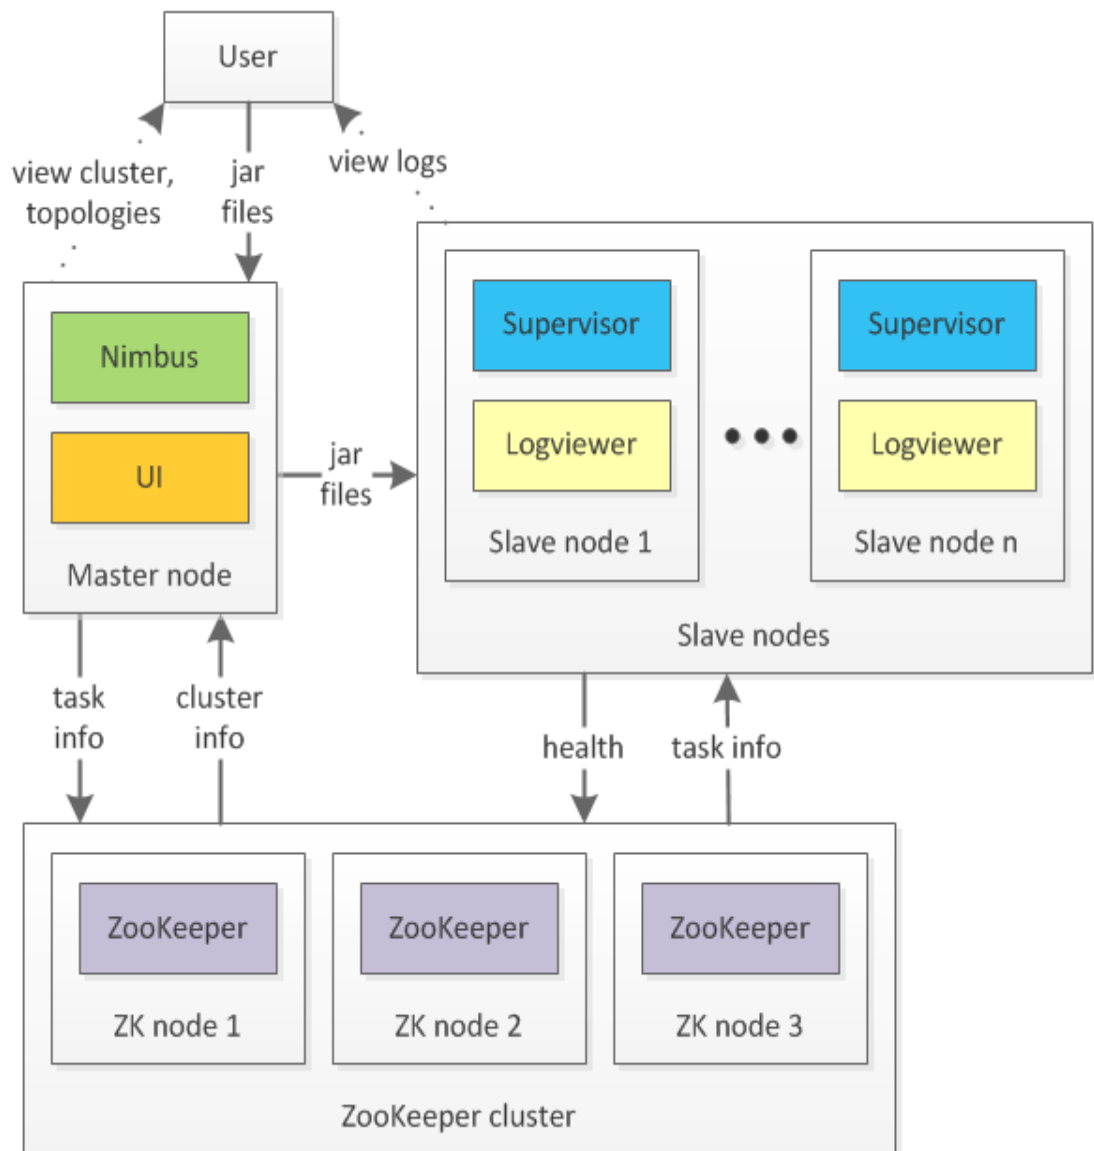 User
view cluster,
topologies
jar
files
view logs
Nimbus
UI
Master node
jar
files
Supervisor
Logviewer
Slave node 1
Supervisor
Logviewer
Slave node n
Slave nodes
task
info
cluster
info
health
task info
ZooKeeper
ZK node 1
ZooKeeper
ZK node 2
ZooKeeper
ZK node 3
ZooKeeper cluster